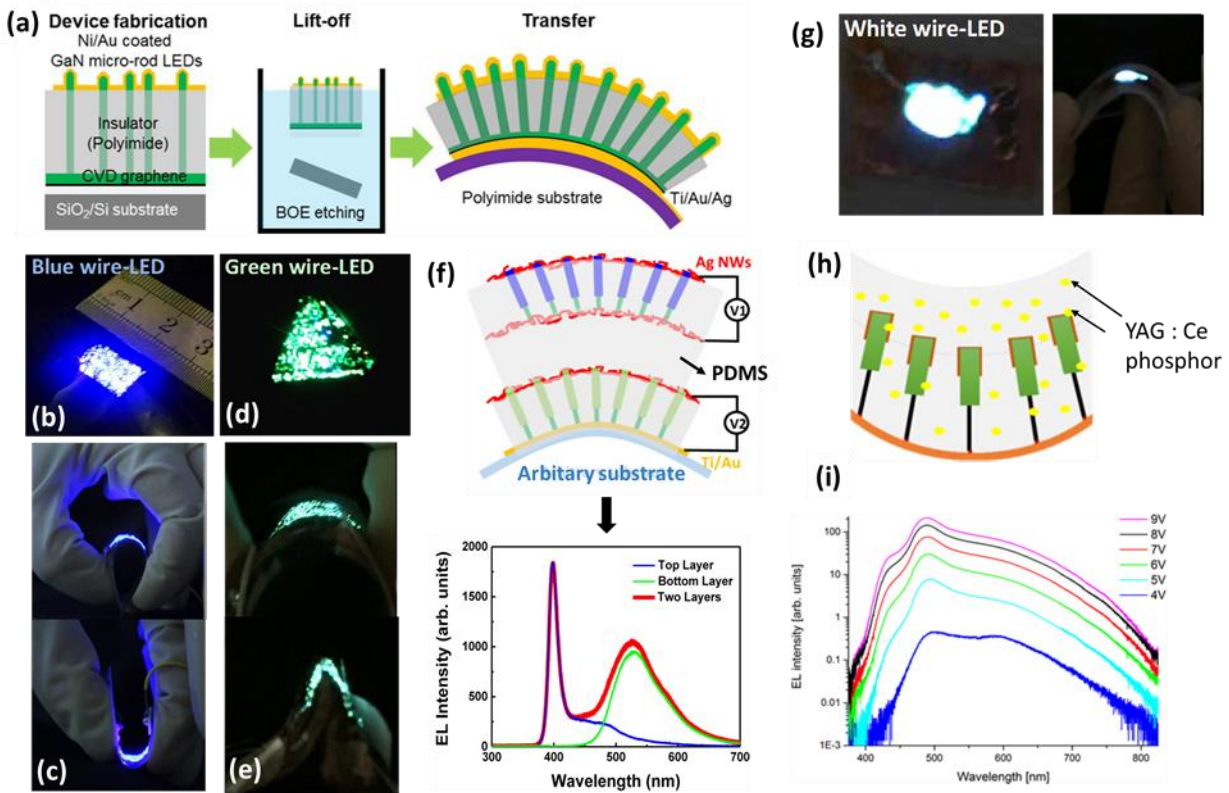 (a)
Device fabrication
Ni/Au coated
GaN micro-rod LEDs
Insulator
(Polyimide)
CVD graphene
SiO₂/Si substrate
Lift-off
BOE etching
Transfer
Polyimide substrate
Ti/Au/Ag
(g)
White wire-LED
Blue wire-LED
cm 1 2 3
(b)
Green wire-LED
(d)
(c)
(e)
(f)
Ag NWs
V1
PDMS
V2
Ti/Au
Arbitary substrate
2000
1500
1000
500
0
300 400 500 600 700
EL Intensity (arb. units)
Wavelength (nm)
Top Layer
Bottom Layer
Two Layers
(h)
YAG : Ce
phosphor
(i)
100
10
1
0.1
0.01
1E-3
400 500 600 700 800
EL intensity [arb. units]
Wavelength [nm]
9V
8V
7V
6V
5V
4V